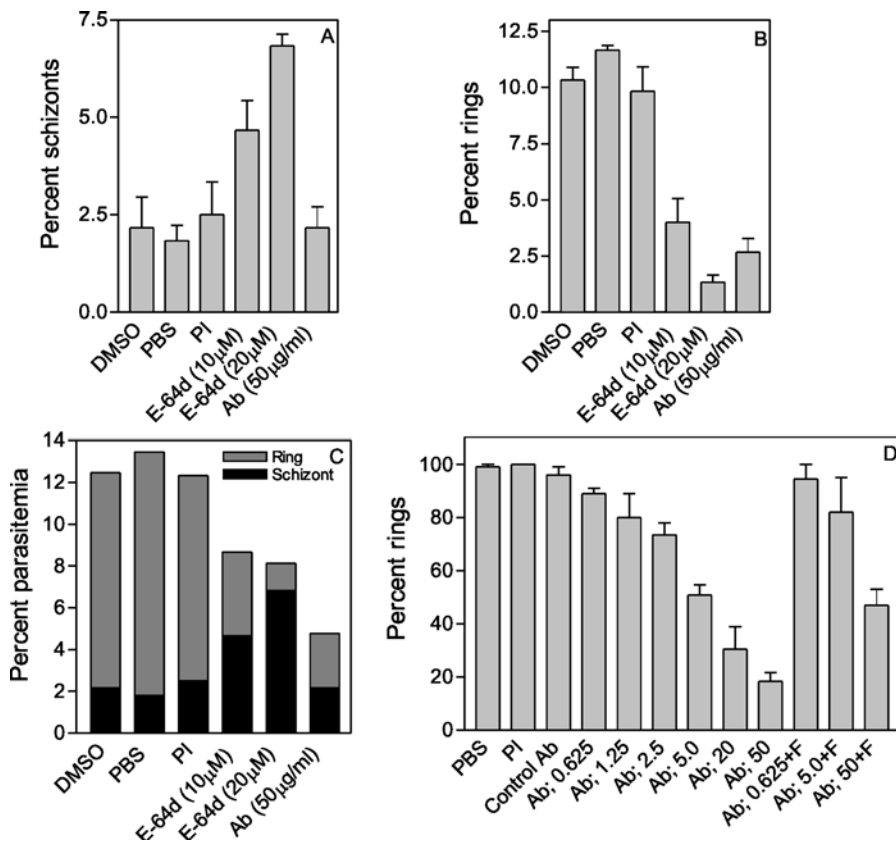 A
Percent schizonts
7.5
5.0
2.5
0.0
DMSO
PBS
PI
E-64d (10µM)
E-64d (20µM)
Ab (50µg/ml)
B
Percent rings
12.5
10.0
7.5
5.0
2.5
0.0
DMSO
PBS
PI
E-64d (10µM)
E-64d (20µM)
Ab (50µg/ml)
C
Percent parasitemia
14
12
10
8
6
4
2
0
Ring
Schizont
DMSO
PBS
PI
E-64d (10µM)
E-64d (20µM)
Ab (50µg/ml)
D
Percent rings
100
80
60
40
20
0
PBS
PI
Control Ab
Ab; 0.625
Ab; 1.25
Ab; 2.5
Ab; 5.0
Ab; 20
Ab; 50
Ab; 0.625+F
Ab; 5.0+F
Ab; 50+F